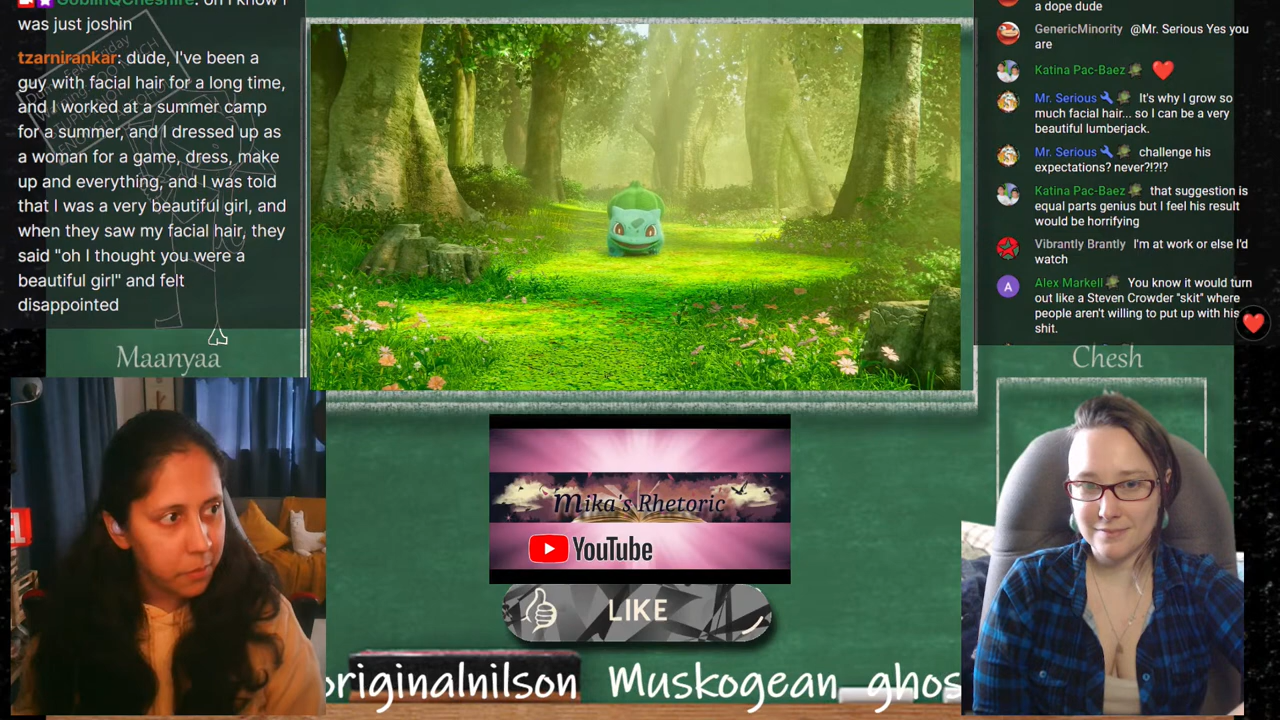 GoblinQCheshire: oh I know I
was just joshin
tzarnirankar: dude, I've been a
guy with facial hair for a long time,
and I worked at a summer camp
for a summer, and I dressed up as
a woman for a game, dress, make
up and everything, and I was told
that I was a very beautiful girl, and
when they saw my facial hair, they
said "oh I thought you were a
beautiful girl" and felt
disappointed
Maanyaa
a dope dude
GenericMinority @Mr. Serious Yes you
are
Katina Pac-Baez
Mr. Serious It's why I grow so
much facial hair... so I can be a very
beautiful lumberjack.
Mr. Serious challenge his
expectations? never?!?!?
Katina Pac-Baez that suggestion is
equal parts genius but I feel his result
would be horrifying
Vibrantly Brantly I'm at work or else I'd
watch
A Alex Markell You know it would turn
out like a Steven Crowder "skit" where
people aren't willing to put up with his
shit.
Chesh
Mika's Rhetoric
YouTube
LIKE
originalnilson Muskogean_ghos